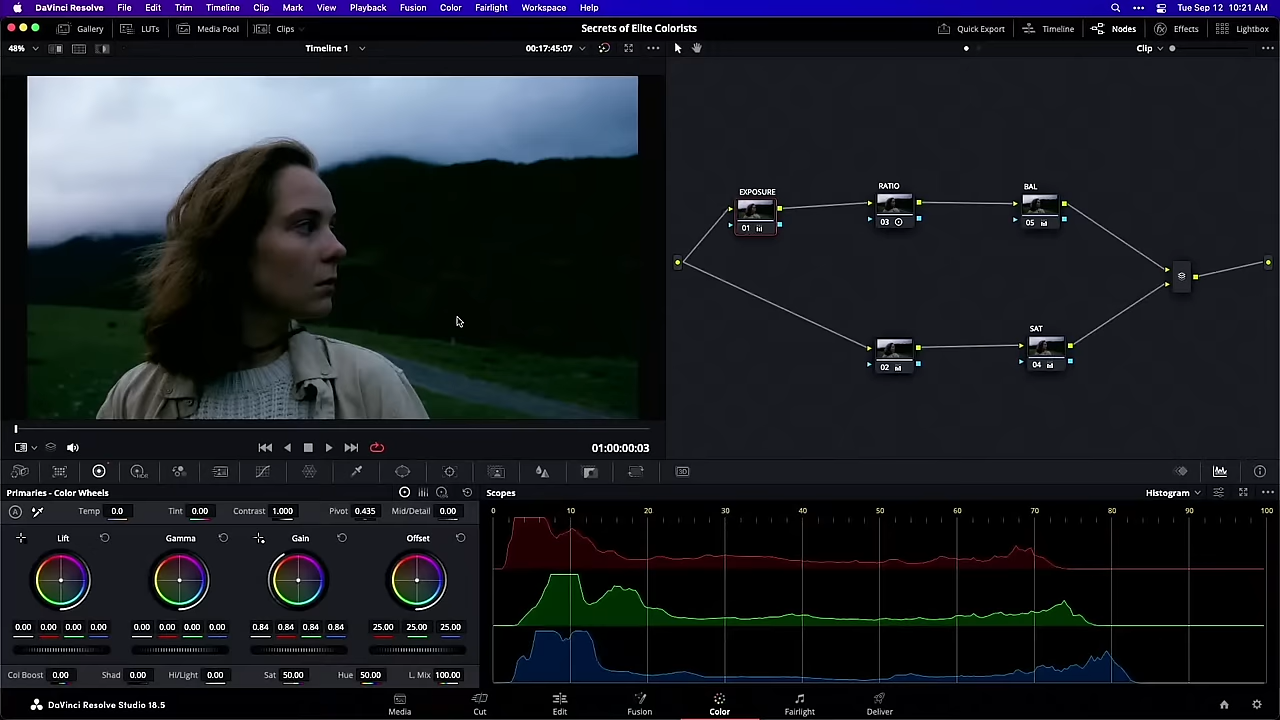 DaVinci Resolve File Edit Trim Timeline Clip Mark View Playback Fusion Color Fairlight Workspace Help Tue Sep 12 10:21 AM
Gallery LUTs Media Pool Clips Secrets of Elite Colorists Quick Export Timeline Nodes Effects Lightbox
48% Timeline 1 00:17:45:07 Clip
EXPOSURE RATIO BAL
01 03 05
SAT
02 04
01:00:00:03
Primaries - Color Wheels Scopes Histogram
Temp 0.0 Tint 0.00 Contrast 1.000 Pivot 0.435 Mid/Detail 0.00
0 10 20 30 40 50 60 70 80 90 100
Lift Gamma Gain Offset
0.00 0.00 0.00 0.00 0.00 0.00 0.00 0.00 0.84 0.84 0.84 0.84 25.00 25.00 25.00
Col Boost 0.00 Shad 0.00 Hi/Light 0.00 Sat 50.00 Hue 50.00 L. Mix 100.00
DaVinci Resolve Studio 18.5 Media Cut Edit Fusion Color Fairlight Deliver